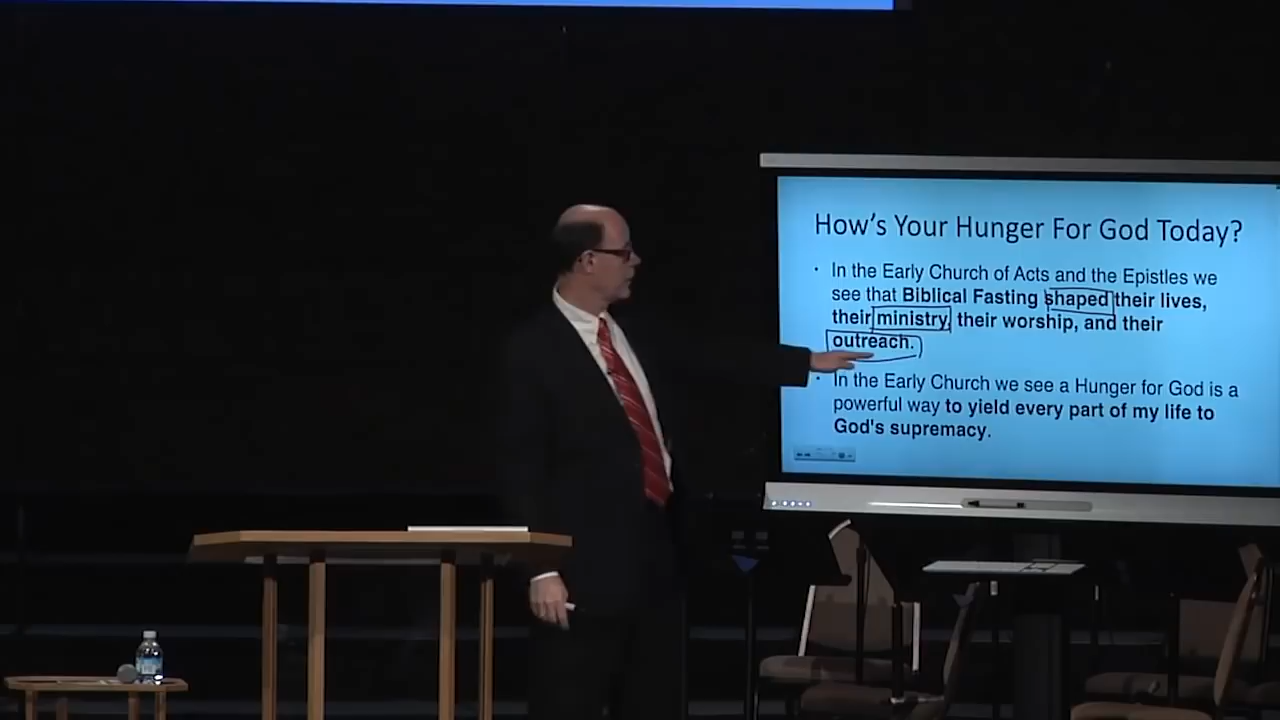 How's Your Hunger For God Today?
• In the Early Church of Acts and the Epistles we
see that Biblical Fasting shaped their lives,
their ministry, their worship, and their
outreach.
• In the Early Church we see a Hunger for God is a
powerful way to yield every part of my life to
God's supremacy.